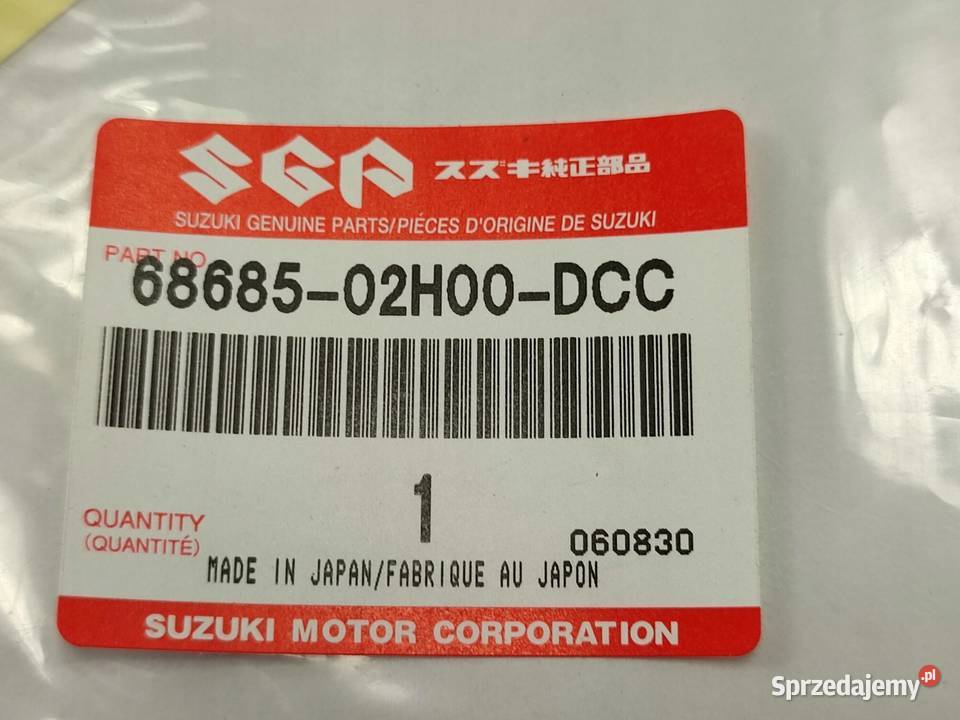 SGP スズキ純正部品
SUZUKI GENUINE PARTS/PIÉCES D'ORIGINE DE SUZUKI
PART NO.
68685-02H00-DCC
1
QUANTITY
(QUANTITÉ)
060830
MADE IN JAPAN/FABRIQUE AU JAPON
SUZUKI MOTOR CORPORATION
Sprzedajemy.pl